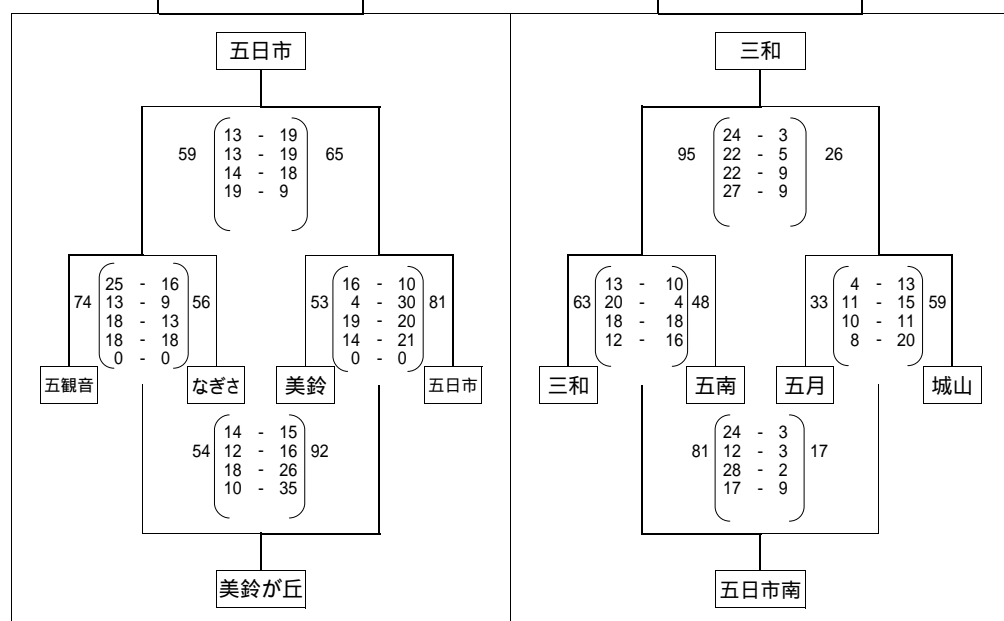 五日市
59
13 - 19
13 - 19
14 - 18
19 - 9
65
74
25 - 16
13 - 9
18 - 13
18 - 18
0 - 0
56
53
16 - 10
4 - 30
19 - 20
14 - 21
0 - 0
81
五観音
なぎさ
美鈴
五日市
54
14 - 15
12 - 16
18 - 26
10 - 35
92
美鈴が丘
三和
95
24 - 3
22 - 5
22 - 9
27 - 9
26
63
13 - 10
20 - 4
18 - 18
12 - 16
48
33
4 - 13
11 - 15
10 - 11
8 - 20
59
三和
五南
五月
城山
81
24 - 3
12 - 3
28 - 2
17 - 9
17
五日市南